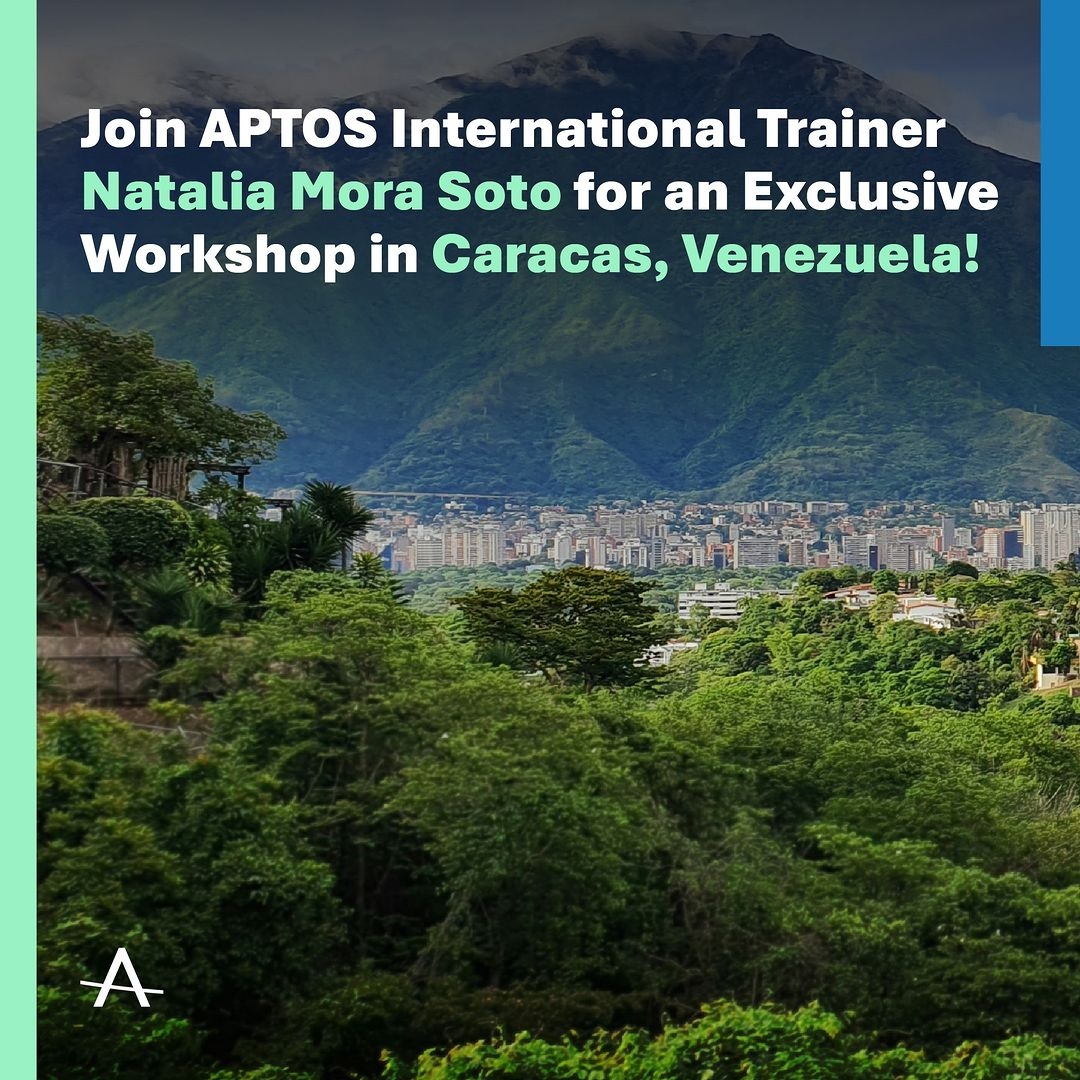 Join APTOS International Trainer
Natalia Mora Soto for an Exclusive
Workshop in Caracas, Venezuela!